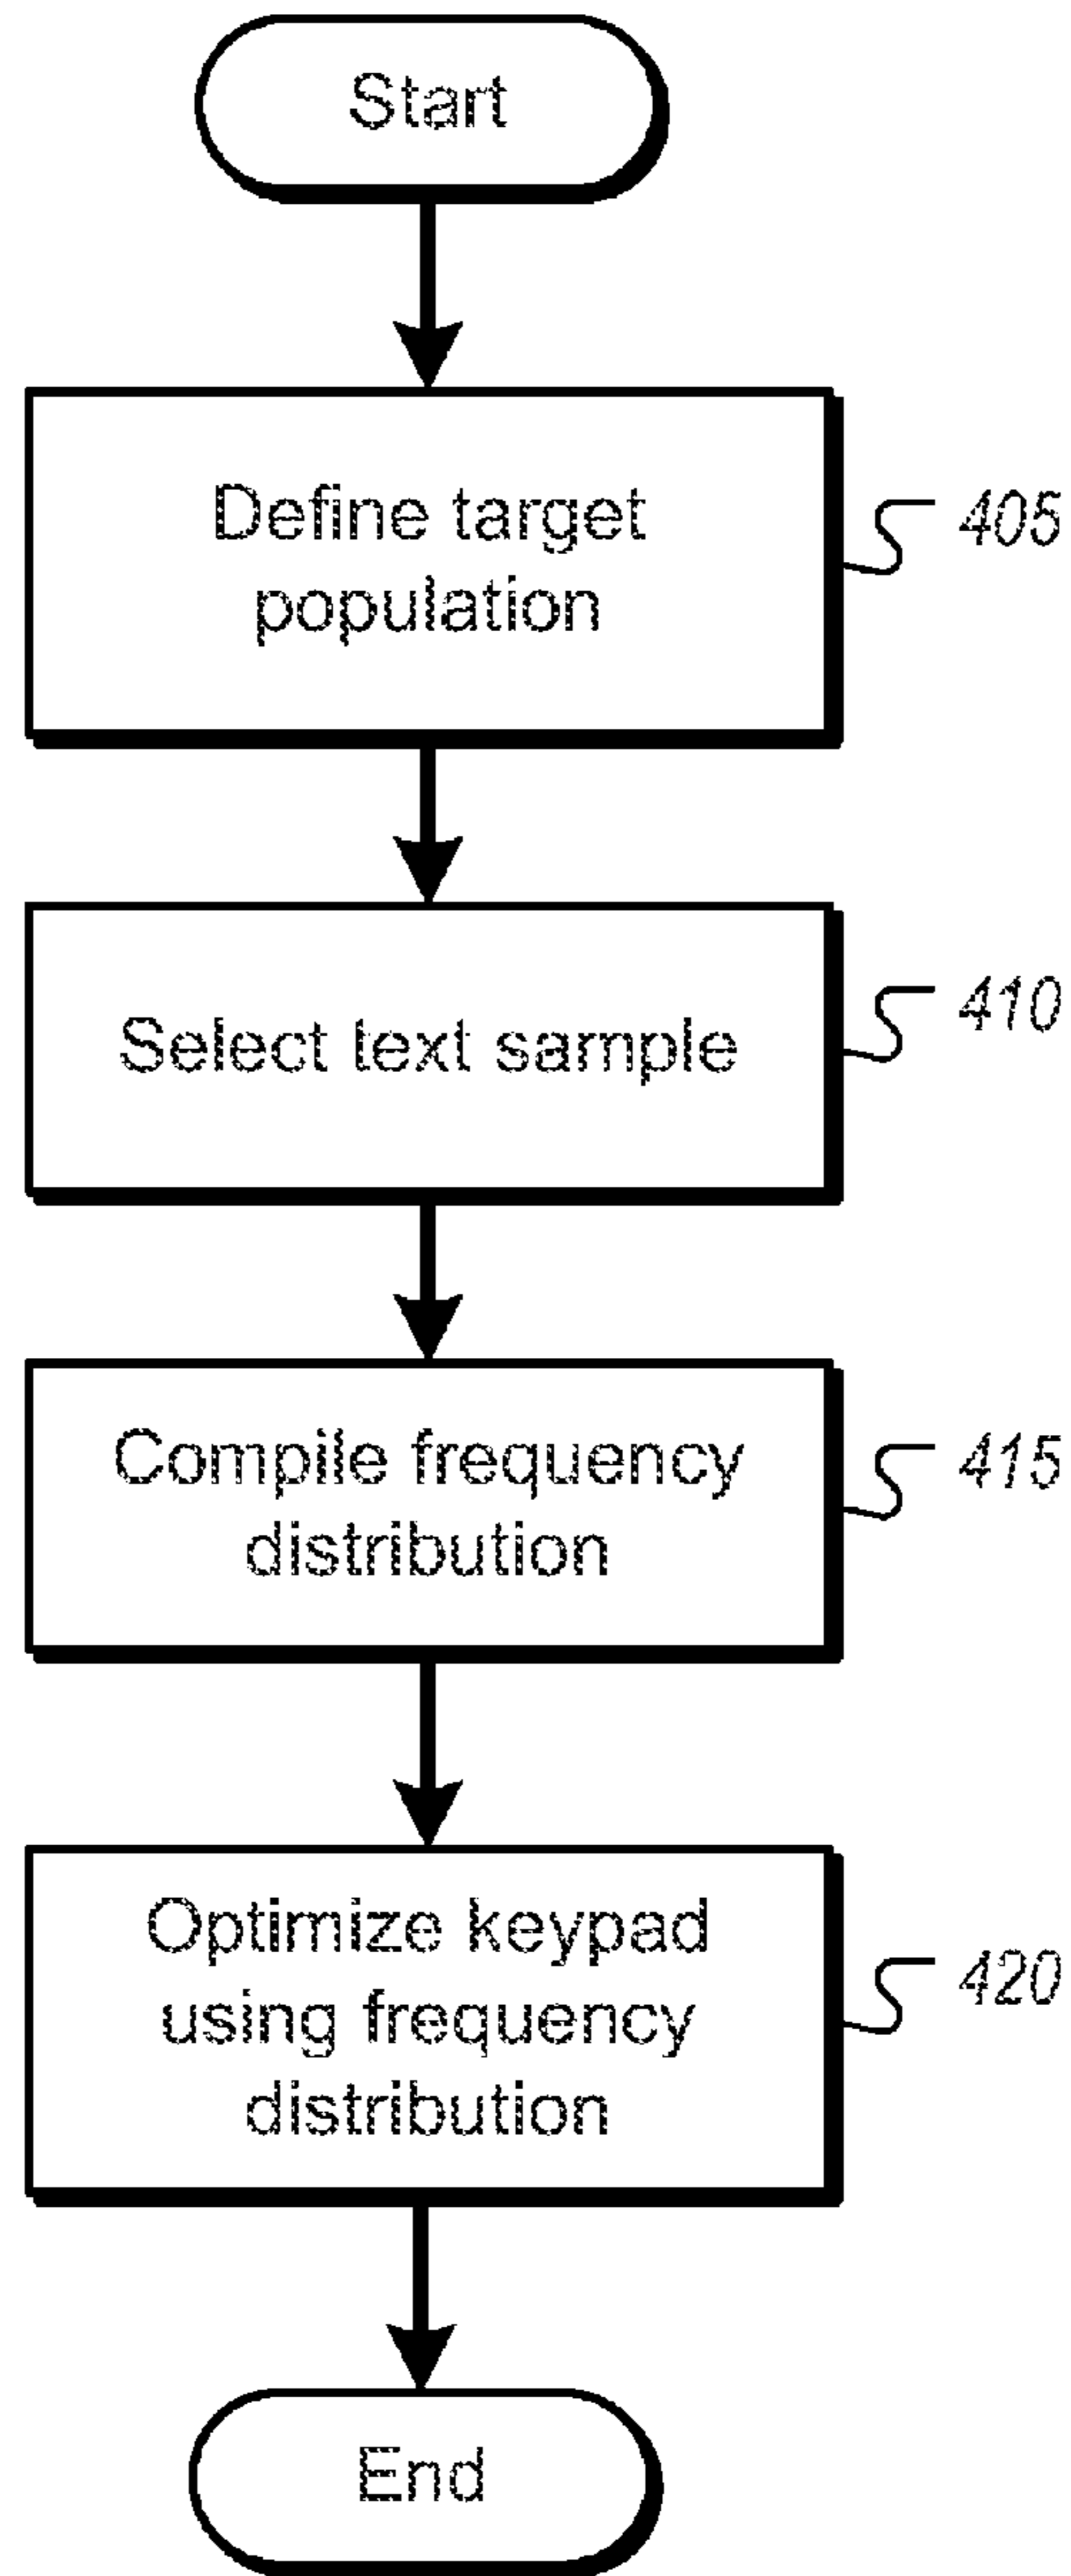 Start
Define target
population
405
Select text sample
410
Compile frequency
distribution
415
Optimize keypad
using frequency
distribution
420
End